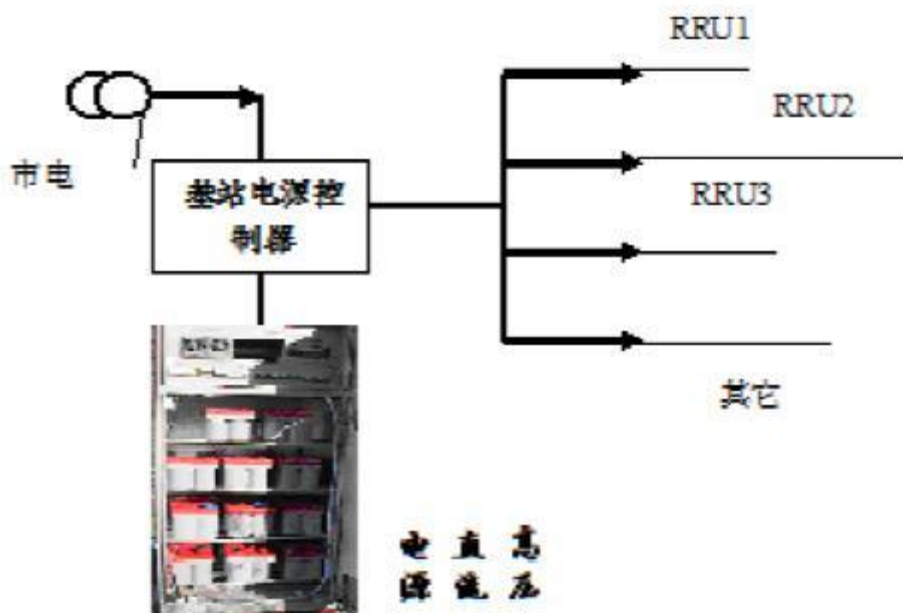 RRU1
RRU2
市电
基站电源控
制器
RRU3
其它
电 直 高
源 流 压